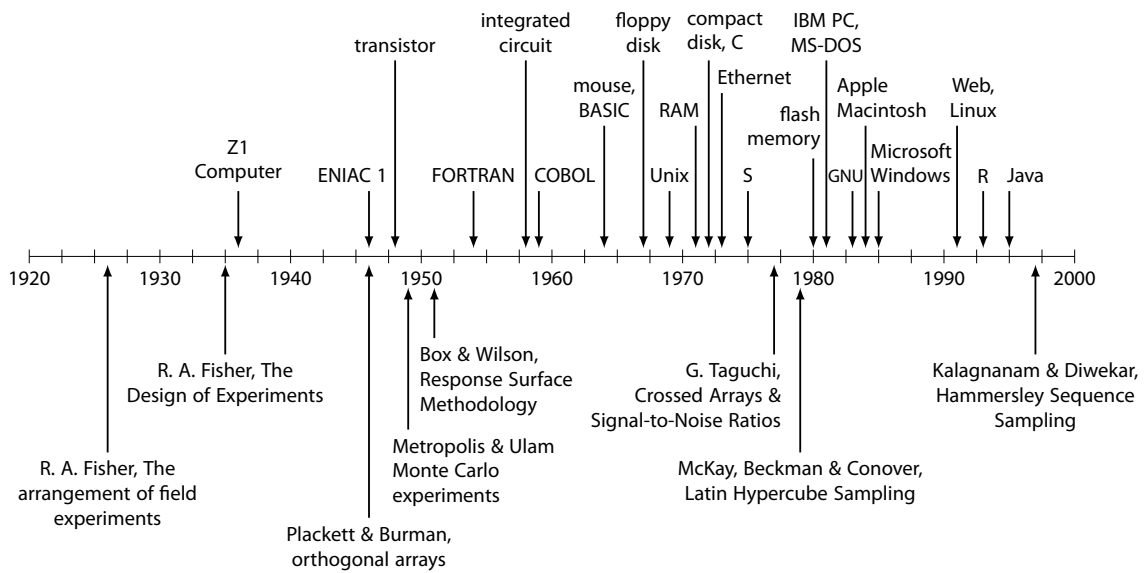 transistor
integrated
circuit
floppy
disk
compact
disk, C
IBM PC,
MS-DOS
mouse,
BASIC
RAM
Ethernet
flash
memory
Apple
Macintosh
Web,
Linux
Z1
Computer
ENIAC 1
FORTRAN
COBOL
Unix
S
GNU
Microsoft
Windows
R
Java
1920
1930
1940
1950
1960
1970
1980
1990
2000
R. A. Fisher, The
arrangement of field
experiments
R. A. Fisher, The
Design of Experiments
Plackett & Burman,
orthogonal arrays
Metropolis & Ulam
Monte Carlo
experiments
Box & Wilson,
Response Surface
Methodology
G. Taguchi,
Crossed Arrays &
Signal-to-Noise Ratios
McKay, Beckman & Conover,
Latin Hypercube Sampling
Kalagnanam & Diwekar,
Hammersley Sequence
Sampling